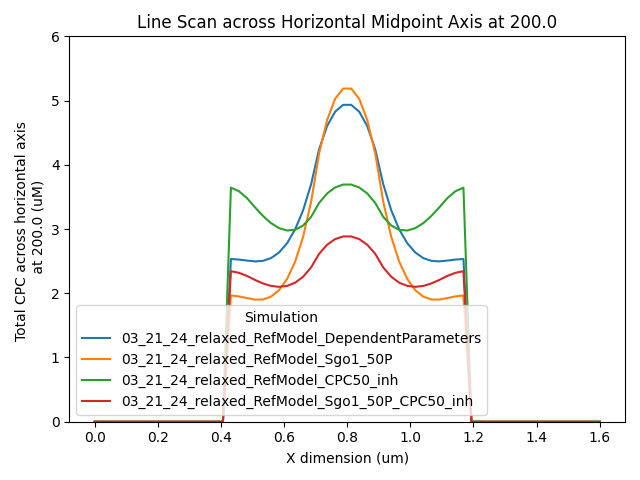 Line Scan across Horizontal Midpoint Axis at 200.0
Total CPC across horizontal axis
at 200.0 (uM)
6
5
4
3
2
1
0
Simulation
03_21_24_relaxed_RefModel_DependentParameters
03_21_24_relaxed_RefModel_Sgo1_50P
03_21_24_relaxed_RefModel_CPC50_inh
03_21_24_relaxed_RefModel_Sgo1_50P_CPC50_inh
0.0 0.2 0.4 0.6 0.8 1.0 1.2 1.4 1.6
X dimension (um)